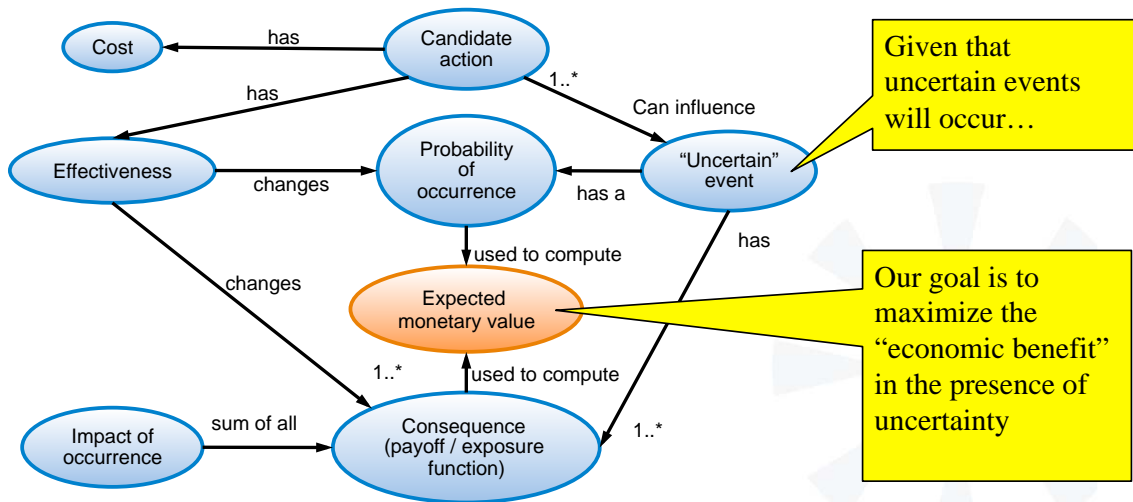 Cost
has
Candidate
action
Given that
uncertain events
will occur…
has
1..*
Can influence
Effectiveness
changes
Probability
of
occurrence
has a
“Uncertain”
event
used to compute
has
changes
Expected
monetary value
Our goal is to
maximize the
“economic benefit”
in the presence of
uncertainty
1..*
used to compute
Impact of
occurrence
sum of all
Consequence
(payoff / exposure
function)
1..*